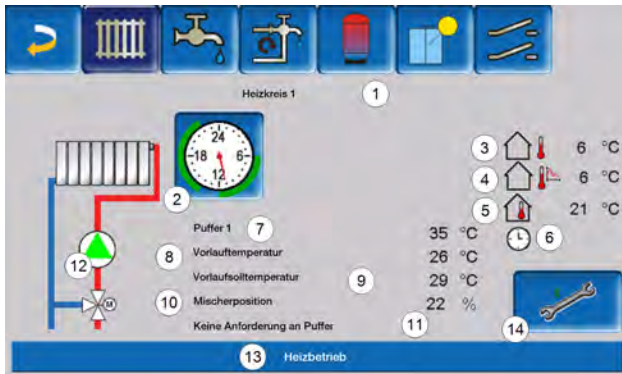 Heizkreis 1
1
24
-18 6-
12
2
3 6 °C
4 6 °C
5 21 °C
6
Puffer 1 7 35 °C
8 Vorlauftemperatur 26 °C
Vorlaufsolltemperatur 9 29 °C
10 Mischerposition 22 %
Keine Anforderung an Puffer 11
12
M
14
13 Heizbetrieb